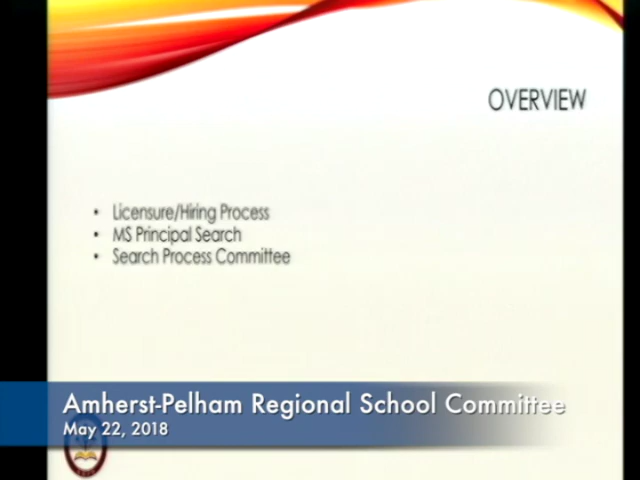 OVERVIEW
• Licensure/Hiring Process
• MS Principal Search
• Search Process Committee
Amherst-Pelham Regional School Committee
May 22, 2018